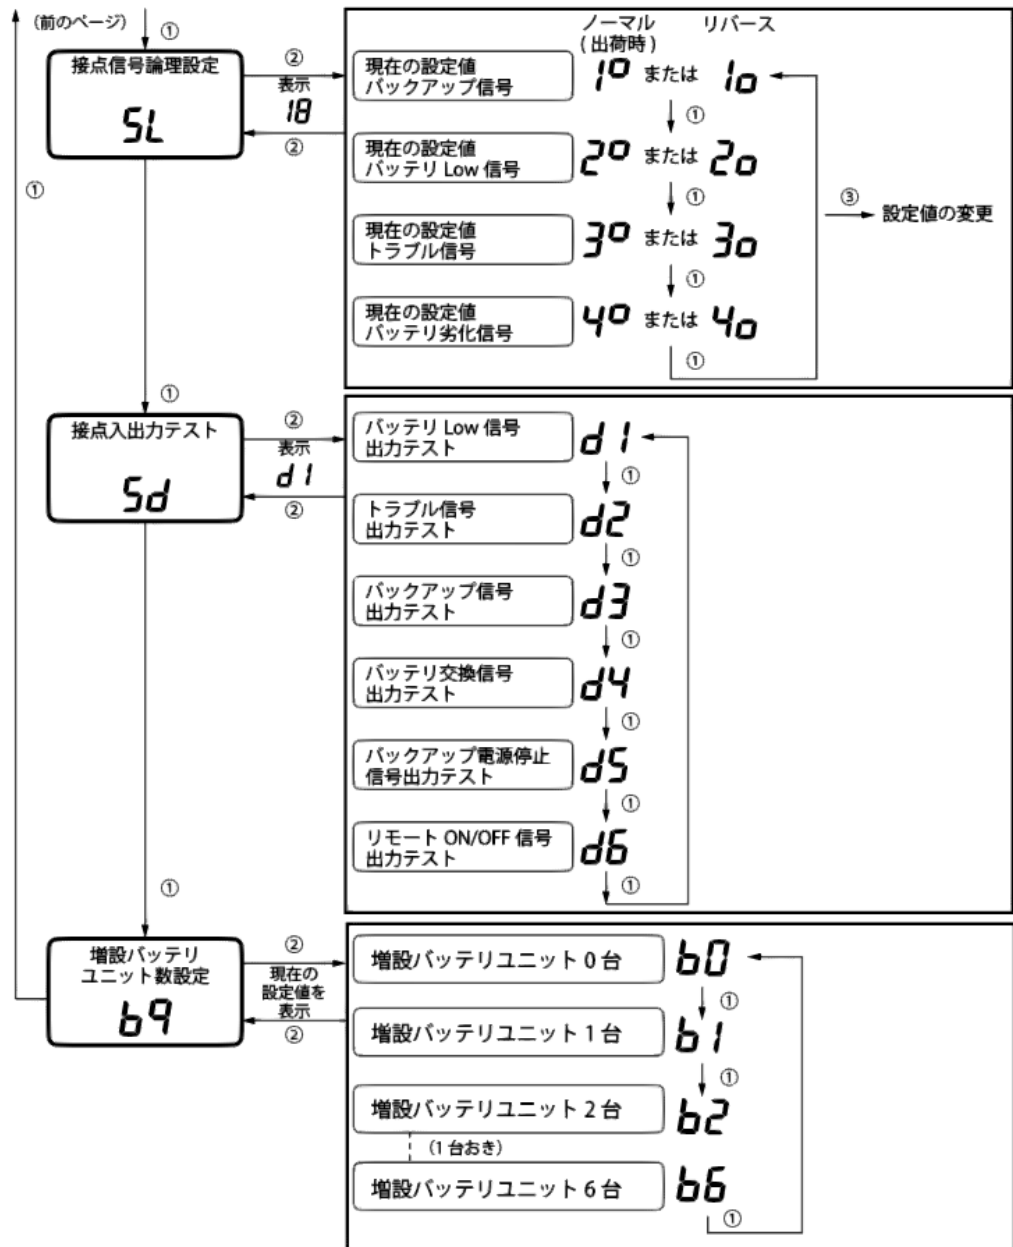 (前のページ)
①
接点信号論理設定
SL
②
表示
18
②
①
ノーマル
(出荷時)
リバース
現在の設定値
バックアップ信号
1º または 1o
①
現在の設定値
バッテリ Low 信号
2º または 2o
①
現在の設定値
トラブル信号
3º または 3o
①
現在の設定値
バッテリ劣化信号
4º または 4o
①
③
設定値の変更
①
接点入出力テスト
Sd
②
表示
d1
②
バッテリ Low 信号
出力テスト
d1
①
トラブル信号
出力テスト
d2
①
バックアップ信号
出力テスト
d3
①
バッテリ交換信号
出力テスト
d4
①
バックアップ電源停止
信号出力テスト
d5
①
リモート ON/OFF 信号
出力テスト
d6
①
①
増設バッテリ
ユニット数設定
b9
②
現在の
設定値を
表示
②
増設バッテリユニット 0 台
b0
①
増設バッテリユニット 1 台
b1
①
増設バッテリユニット 2 台
b2
(1 台おき)
増設バッテリユニット 6 台
b6
①